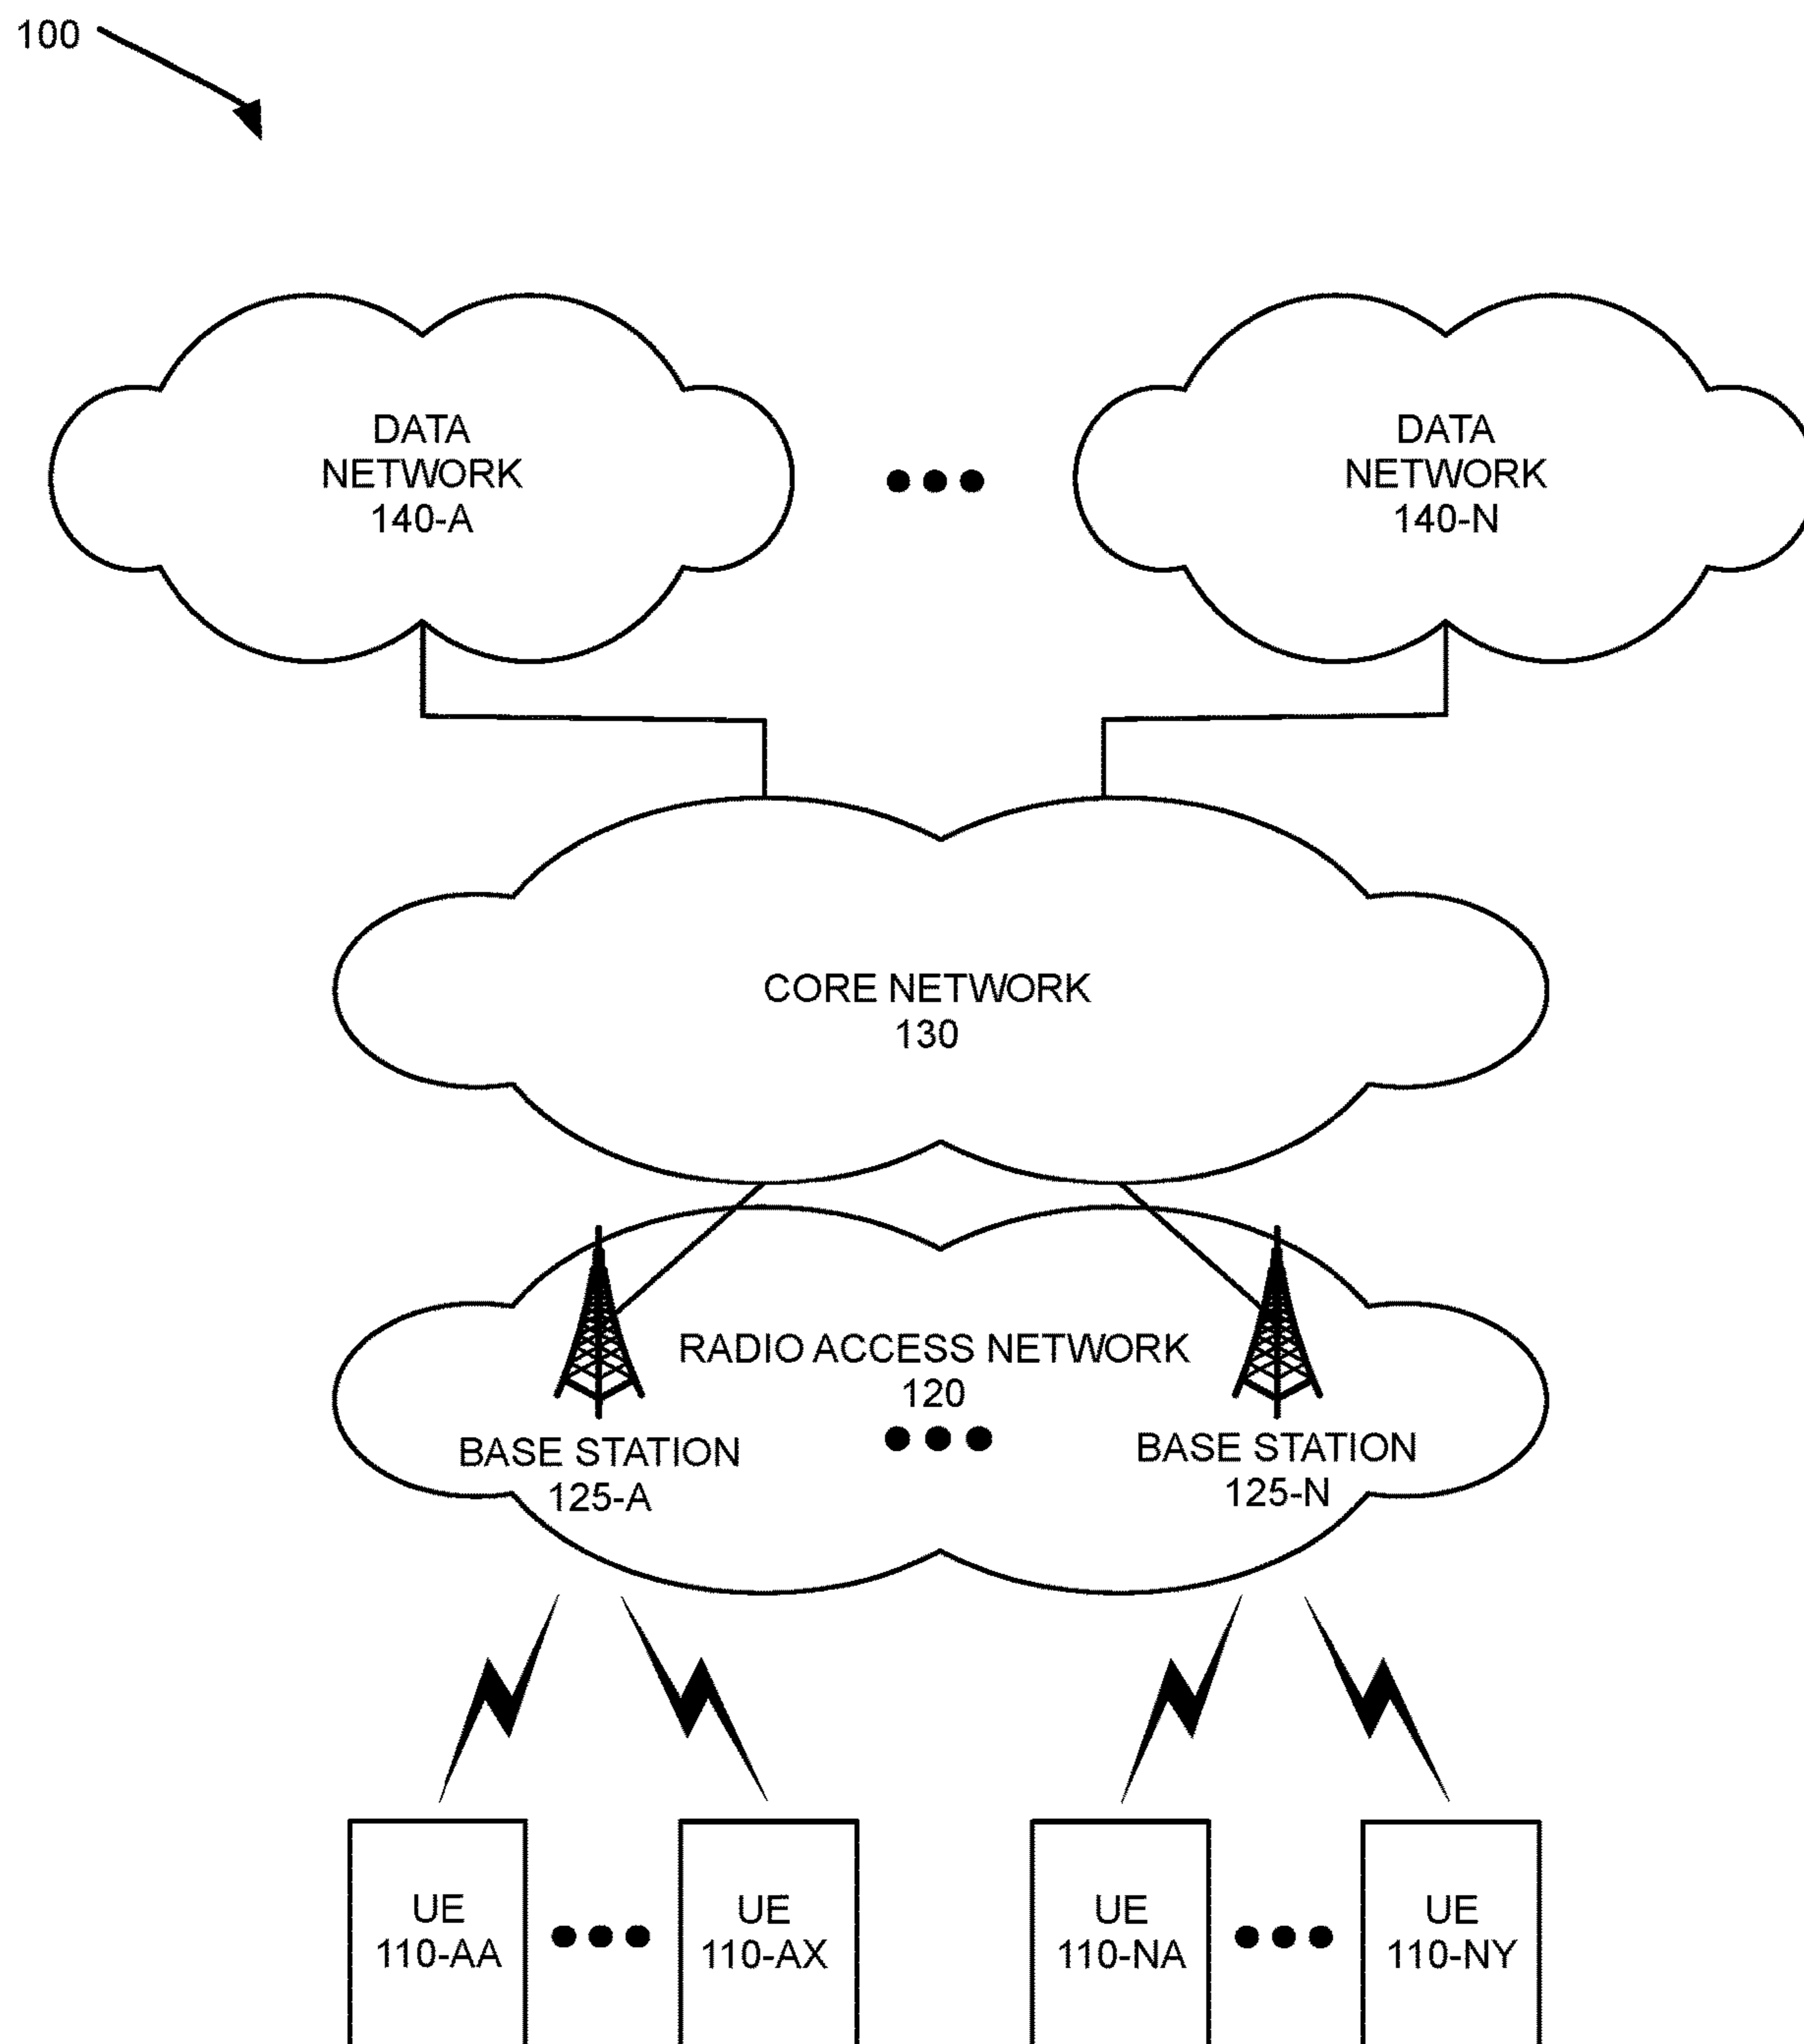 100
DATA
NETWORK
140-A
DATA
NETWORK
140-N
CORE NETWORK
130
RADIO ACCESS NETWORK
120
BASE STATION
125-A
BASE STATION
125-N
UE
110-AA
UE
110-AX
UE
110-NA
UE
110-NY